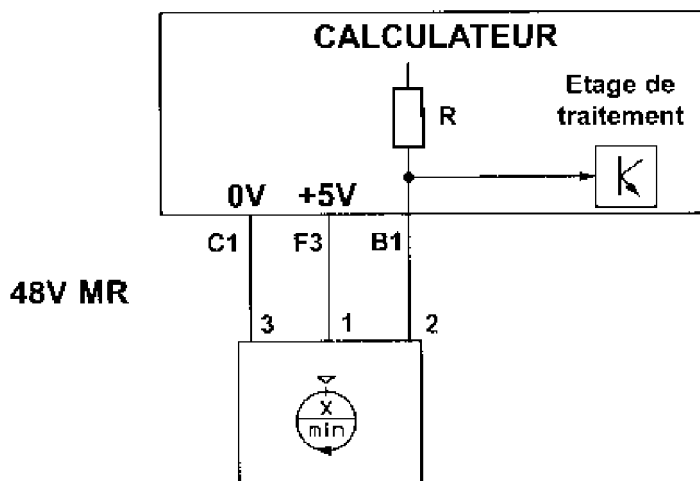 CALCULATEUR
Etage de
traitement
R
0V +5V
C1 F3 B1
48V MR
3 1 2
X
min